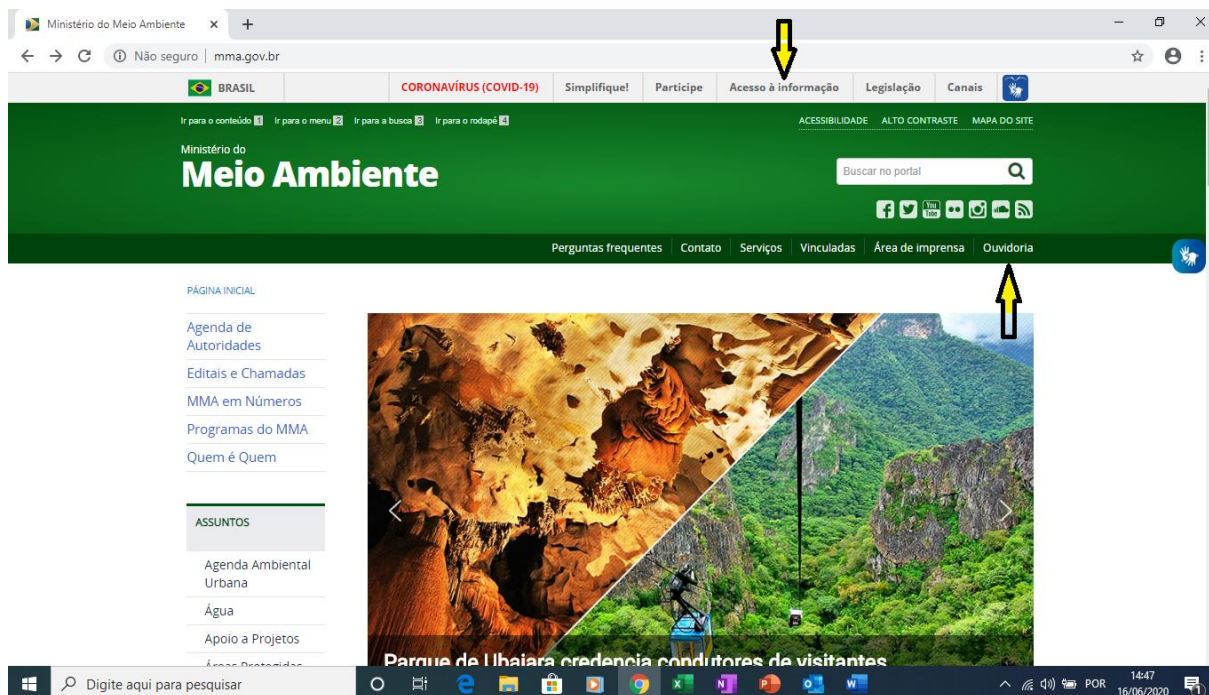 Ministério do Meio Ambiente
Não seguro | mma.gov.br
BRASIL CORONAVÍRUS (COVID-19) Simplifique! Participe Acesso à informação Legislação Canais
Ir para o conteúdo 1 Ir para o menu 2 Ir para a busca 3 Ir para o rodapé 4 ACESSIBILIDADE ALTO CONTRASTE MAPA DO SITE
Ministério do
Meio Ambiente
Buscar no portal
You Tube
Perguntas frequentes Contato Serviços Vinculadas Área de imprensa Ouvidoria
PÁGINA INICIAL
Agenda de
Autoridades
Editais e Chamadas
MMA em Números
Programas do MMA
Quem é Quem
ASSUNTOS
Agenda Ambiental
Urbana
Água
Apoio a Projetos
Áreas Protegidas
Parque de Ubajara credencia condutores de visitantes
Digite aqui para pesquisar
POR
14:47
16/06/2020